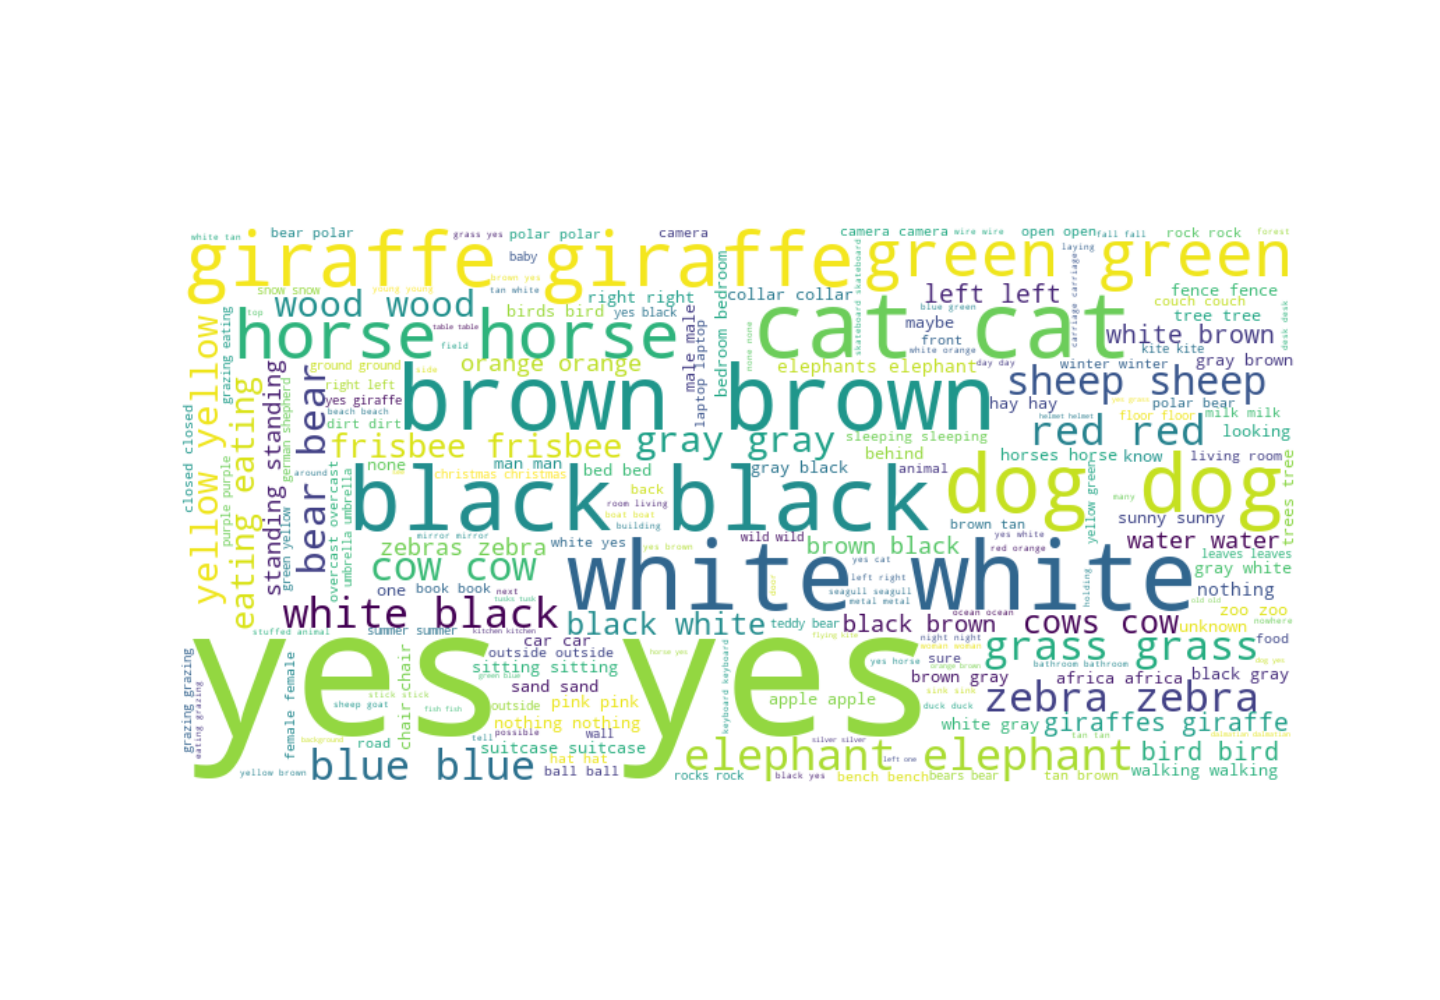 white tan
bear polar
grass yes
polar polar
camera
camera camera
wire wire
open open
fall fall
rock rock
forest
giraffe giraffe
green green
baby
brown yes
tan white
laying
snow snow
young young
wood wood
birds bird
right right
yes black
collar collar
blue green
left left
fence fence
couch couch
tree tree
top
horse horse
table table
field
cat cat
maybe
front
white orange
white brown
kite kite
gray brown
yellow yellow
grazing eating
eating eating
standing standing
german shepherd
bear bear
ground ground
side
orange orange
male male
laptop laptop
bedroom bedroom
none none
skateboard skateboard
carriage carriage
desk desk
elephants elephant
day day
winter winter
sheep sheep
right left
yes giraffe
beach beach
dirt dirt
brown brown
hay hay
yes grass
polar bear
helmet helmet
floor floor
milk milk
red red
looking
closed closed
purple purple
frisbee frisbee
gray gray
sleeping sleeping
behind
horses horse
know
living room
around
none
man man
christmas christmas
bed bed
gray black
animal
back
room living
boat boat
building
black black
dog dog
many
yellow green
trees tree
brown tan
sunny sunny
green yellow
overcast overcast
umbrella umbrella
mirror mirror
zebras zebra
white yes
yes brown
wild wild
brown black
yes white
red orange
water water
leaves leaves
gray white
cow cow
white white
yes cat
left right
seagull seagull
metal metal
deer
holding
nothing
one
book book
next
tusks tusk
old old
white black
black white
teddy bear
black brown
ocean ocean
cows cow
unknown
zoo zoo
nowhere
stuffed animal
summer summer
kitchen kitchen
car car
flying kite
night night
woman woman
food
yes yes
outside outside
horse yes
sitting sitting
green blue
yes horse
sure
orange brown
grass grass
bathroom bathroom
dog yes
grazing grazing
eating grazing
female female
chair chair
keyboard keyboard
sand sand
brown gray
africa africa
black gray
stick stick
sheep goat
fish fish
outside
pink pink
apple apple
sink sink
duck duck
zebra zebra
nothing nothing
white gray
giraffes giraffe
background
road
tell
possible
wall
silver silver
tan tan
dalmation dalmation
suitcase suitcase
elephant elephant
left one
bird bird
yellow brown
blue blue
hat hat
ball ball
rocks rock
black yes
bench bench
bears bear
tan brown
walking walking